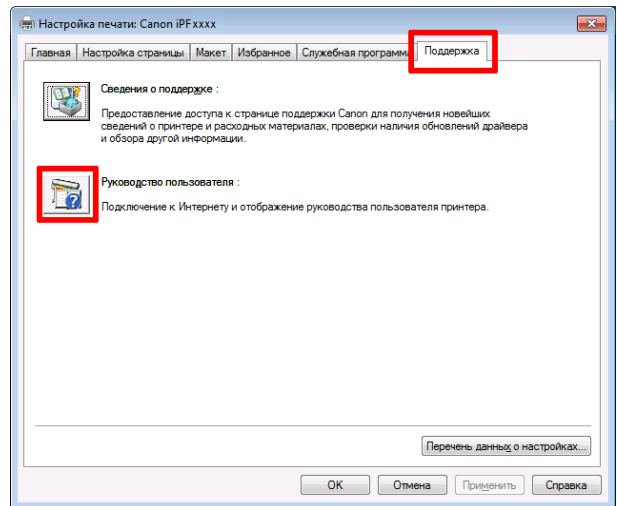 Настройка печати: Canon iPFxxxx
Главная Настройка страницы Макет Избранное Служебная программа Поддержка
Сведения о поддержке :
Предоставление доступа к странице поддержки Canon для получения новейших
сведений о принтере и расходных материалах, проверки наличия обновлений драйвера
и обзора другой информации.
Руководство пользователя :
Подключение к Интернету и отображение руководства пользователя принтера.
Перечень данных о настройках...
OK Отмена Применить Справка